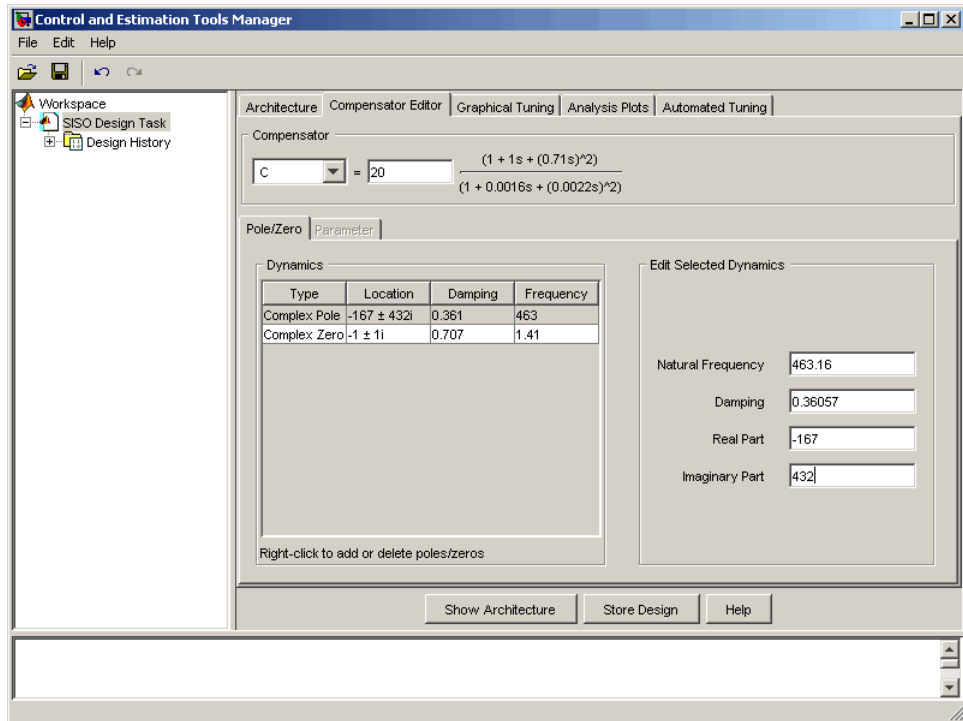 Control and Estimation Tools Manager
File Edit Help
Workspace
SISO Design Task
Design History
Architecture Compensator Editor Graphical Tuning Analysis Plots Automated Tuning
Compensator
C = 20
(1 + 1s + (0.71s)^2)
(1 + 0.0016s + (0.0022s)^2)
Pole/Zero Parameter
Dynamics
Type Location Damping Frequency
Complex Pole -167 ± 432i 0.361 463
Complex Zero -1 ± 1i 0.707 1.41
Right-click to add or delete poles/zeros
Edit Selected Dynamics
Natural Frequency 463.16
Damping 0.36057
Real Part -167
Imaginary Part 432
Show Architecture Store Design Help